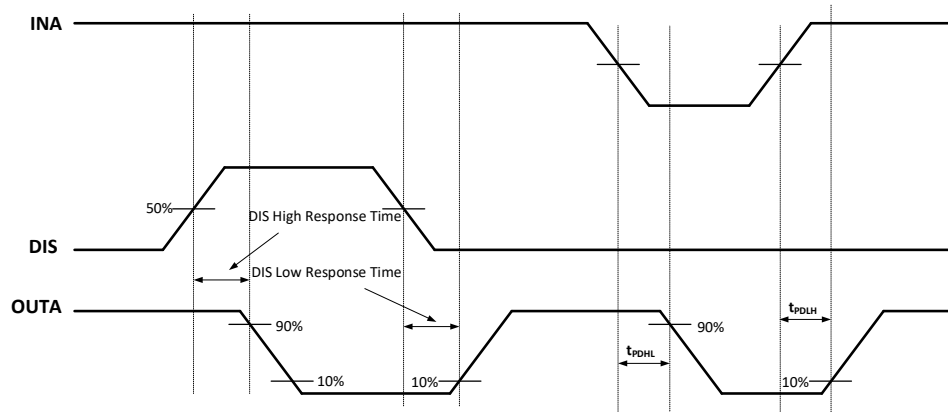 INA
50%
DIS High Response Time
DIS
DIS Low Response Time
OUTA
90%
90%
tPDLH
tPDHL
10%
10%
10%